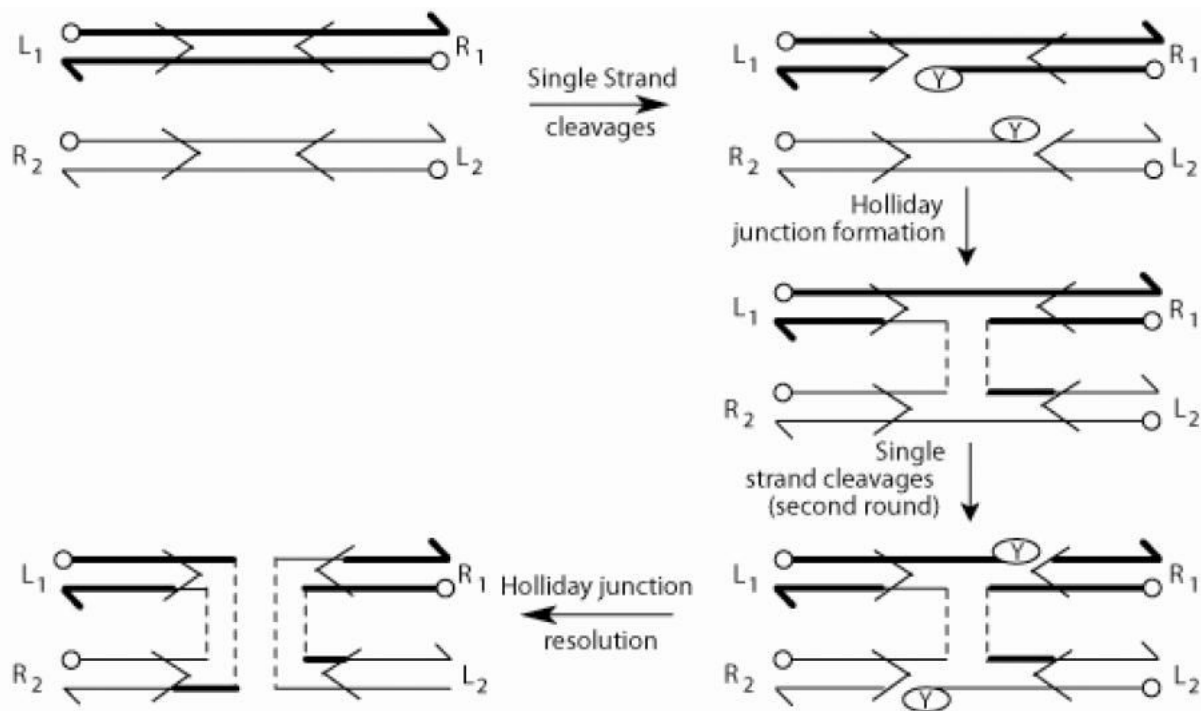 L1
R1
R2
L2
Single Strand
cleavages
L1
R1
Y
Y
R2
L2
Holliday
junction formation
L1
R1
R2
L2
Single
strand cleavages
(second round)
Y
L1
R1
R2
L2
Y
Holliday junction
resolution
L1
R1
R2
L2